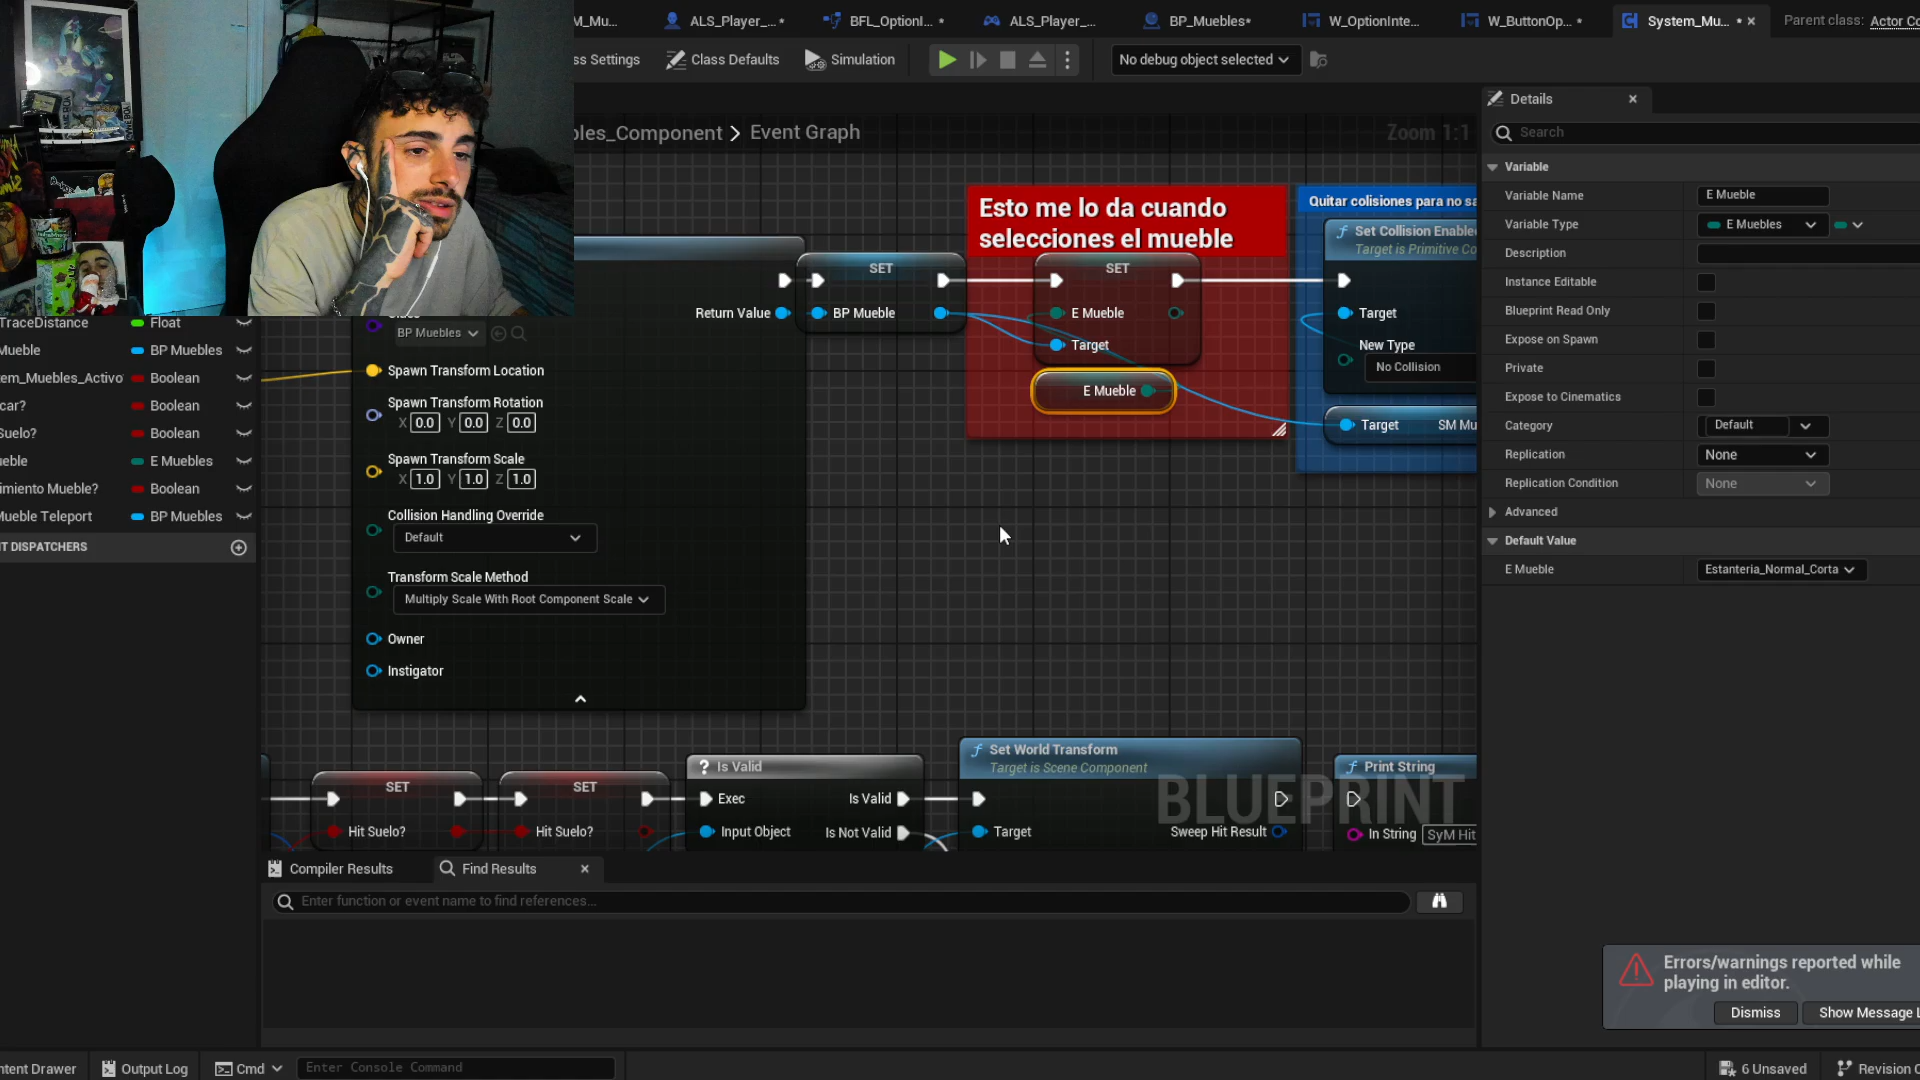 M_Mu...
ALS_Player_...*
BFL_OptionI...*
ALS_Player_...
BP_Muebles*
W_OptionInte...
W_ButtonOp...*
System_Mu... *
Parent class: Actor Co
ss Settings
Class Defaults
Simulation
No debug object selected
bles_Component > Event Graph
Zoom 1:1
Esto me lo da cuando
selecciones el mueble
Quitar colisiones para no sa
SET
SET
Set Collision Enable
Target is Primitive Co
Return Value
BP Mueble
E Mueble
Target
Target
New Type
No Collision
E Mueble
Target
SM Mu
BP Muebles
Spawn Transform Location
Spawn Transform Rotation
X 0.0 Y 0.0 Z 0.0
Spawn Transform Scale
X 1.0 Y 1.0 Z 1.0
Collision Handling Override
Default
Transform Scale Method
Multiply Scale With Root Component Scale
Owner
Instigator
TraceDistance Float
Mueble BP Muebles
tem_Muebles_Activo Boolean
car? Boolean
Suelo? Boolean
ueble E Muebles
imiento Mueble? Boolean
Mueble Teleport BP Muebles
T DISPATCHERS
SET
Hit Suelo?
SET
Hit Suelo?
? Is Valid
Exec
Is Valid
Input Object
Is Not Valid
Set World Transform
Target is Scene Component
Target
Sweep Hit Result
Print String
In String SyM Hit
BLUEPRINT
Compiler Results
Find Results
Enter function or event name to find references...
Details
Search
Variable
Variable Name E Mueble
Variable Type E Muebles
Description
Instance Editable
Blueprint Read Only
Expose on Spawn
Private
Expose to Cinematics
Category Default
Replication None
Replication Condition None
Advanced
Default Value
E Mueble Estanteria_Normal_Corta
Errors/warnings reported while
playing in editor.
Dismiss
Show Message L
ntent Drawer
Output Log
Cmd
Enter Console Command
6 Unsaved
Revision C